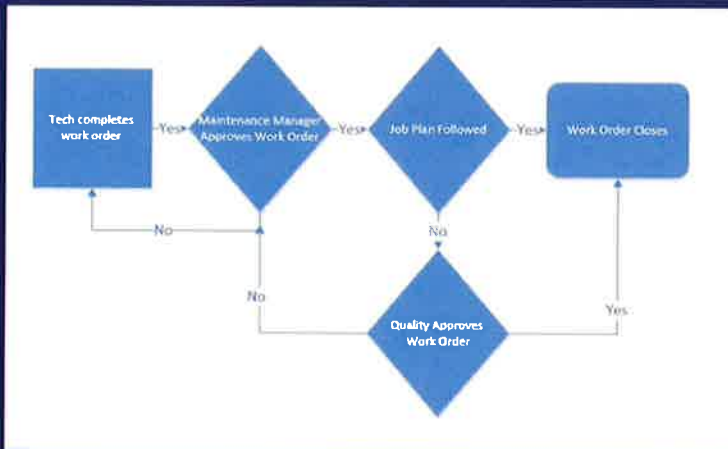 Tech completes
work order
Yes
Maintenance Manager
Approves Work Order
Yes
Job Plan Followed
Yes
Work Order Closes
No
No
No
Quality Approves
Work Order
Yes